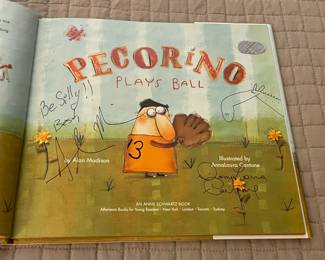 PECORINO
PLAYS BALL
Be Silly!!
3
by Alan Madison
Illustrated by
AnnaLaura Cantone
AN ANNE SCHWARTZ BOOK
Atheneum Books for Young Readers · New York London · Toronto · Sydney